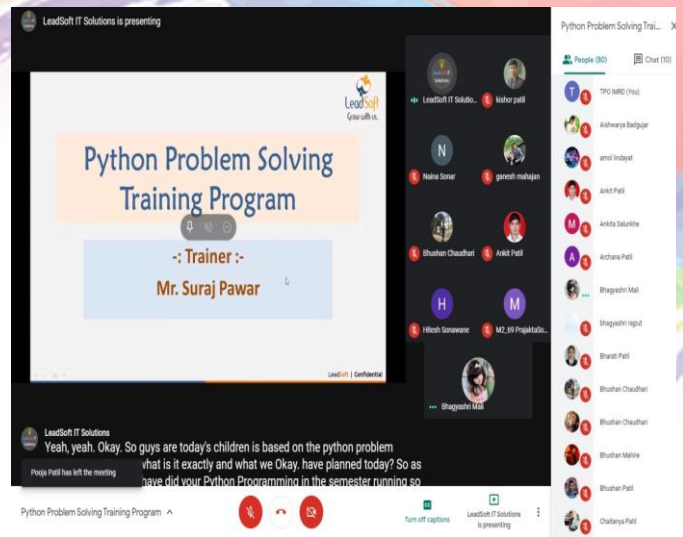 LeadSoft IT Solutions is presenting
LeadSoft
Grow with us.
Python Problem Solving
Training Program
-: Trainer :-
Mr. Suraj Pawar
LeadSoft | Confidential
LeadSoft IT Solutio...
kishor patil
N
Naina Sonar
ganesh mahajan
Bhushan Chaudhari
Ankit Patil
H
Hitesh Sonawane
M
M2_69 PrajaktaSo...
Bhagyashri Mali
LeadSoft IT Solutions
Yeah, yeah. Okay. So guys are today's children is based on the python problem
what is it exactly and what we Okay. have planned today? So as
have did your Python Programming in the semester running so
Pooja Patil has left the meeting
Python Problem Solving Training Program
Turn off captions
LeadSoft IT Solutions
is presenting
Python Problem Solving Trai... X
People (80)
Chat (10)
T
TPO IMRD (You)
Aishwarya Badgujar
amol lindayat
Ankit Patil
M
Ankita Salunkhe
A
Archana Patil
Bhagyashri Mali
bhagyashri rajput
Bharati Patil
Bhushan Chaudhari
Bhushan Chaudhari
Bhushan Mahire
Bhushan Patil
Chaitanya Patil